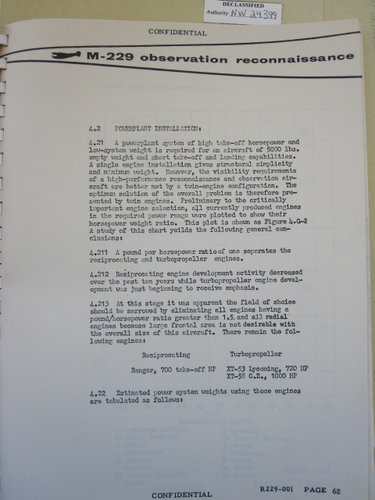 DECLASSIFIED
Authority NW 24399
CONFIDENTIAL
M-229 observation reconnaissance
4.2 POWERPLANT INSTALLATION:
4.21 A powerplant system of high take-off horsepower and
low-system weight is required for an aircraft of 5000 lbs.
empty weight and short take-off and landing capabilities.
A single engine installation gives structural simplicity
and minimum weight. However, the visibility requirements
of a high-performance reconnaissance and observation air-
craft are better met by a twin-engine configuration. The
optimum solution of the overall problem is therefore pre-
sented by twin engines. Preliminary to the critically
important engine selection, all currently produced engines
in the required power range were plotted to show their
horsepower weight ratio. This plot is shown as Figure 4.0-2
A study of this chart yeilds the following general con-
clusions:
4.211 A pound per horsepower ratio of one separates the
reciprocating and turbopropeller engines.
4.212 Reciprocating engine development activity decreased
over the past ten years while turbopropeller engine devel-
opment was just beginning to receive emphasis.
4.213 At this stage it was apparent the field of choice
should be narrowed by eliminating all engines having a
pound/horsepower ratio greater than 1.5 and all radial
engines because large frontal area is not desirable with
the overall size of this aircraft. There remain the fol-
lowing engines:
Reciprocating Turbopropeller
Ranger, 700 take-off HP XT-53 Lycoming, 720 HP
XT-58 G.E., 1000 HP
4.22 Estimated power system weights using these engines
are tabulated as follows:
R229-001 PAGE 62
CONFIDENTIAL